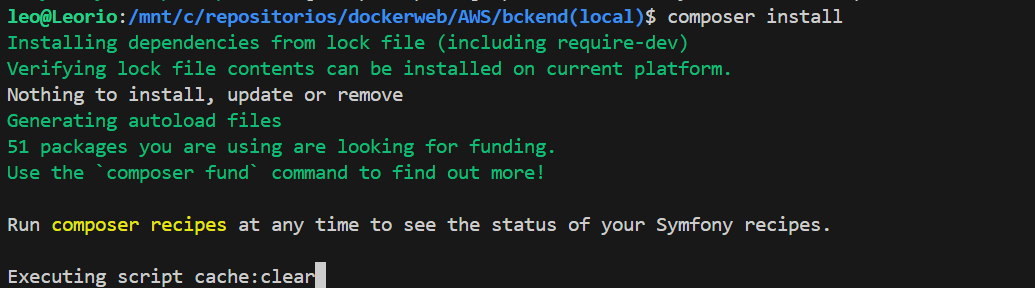 leo@Leorio:/mnt/c/repositorios/dockerweb/AWS/bckend(local)$ composer install
Installing dependencies from lock file (including require-dev)
Verifying lock file contents can be installed on current platform.
Nothing to install, update or remove
Generating autoload files
51 packages you are using are looking for funding.
Use the `composer fund` command to find out more!
Run composer recipes at any time to see the status of your Symfony recipes.
Executing script cache:clear